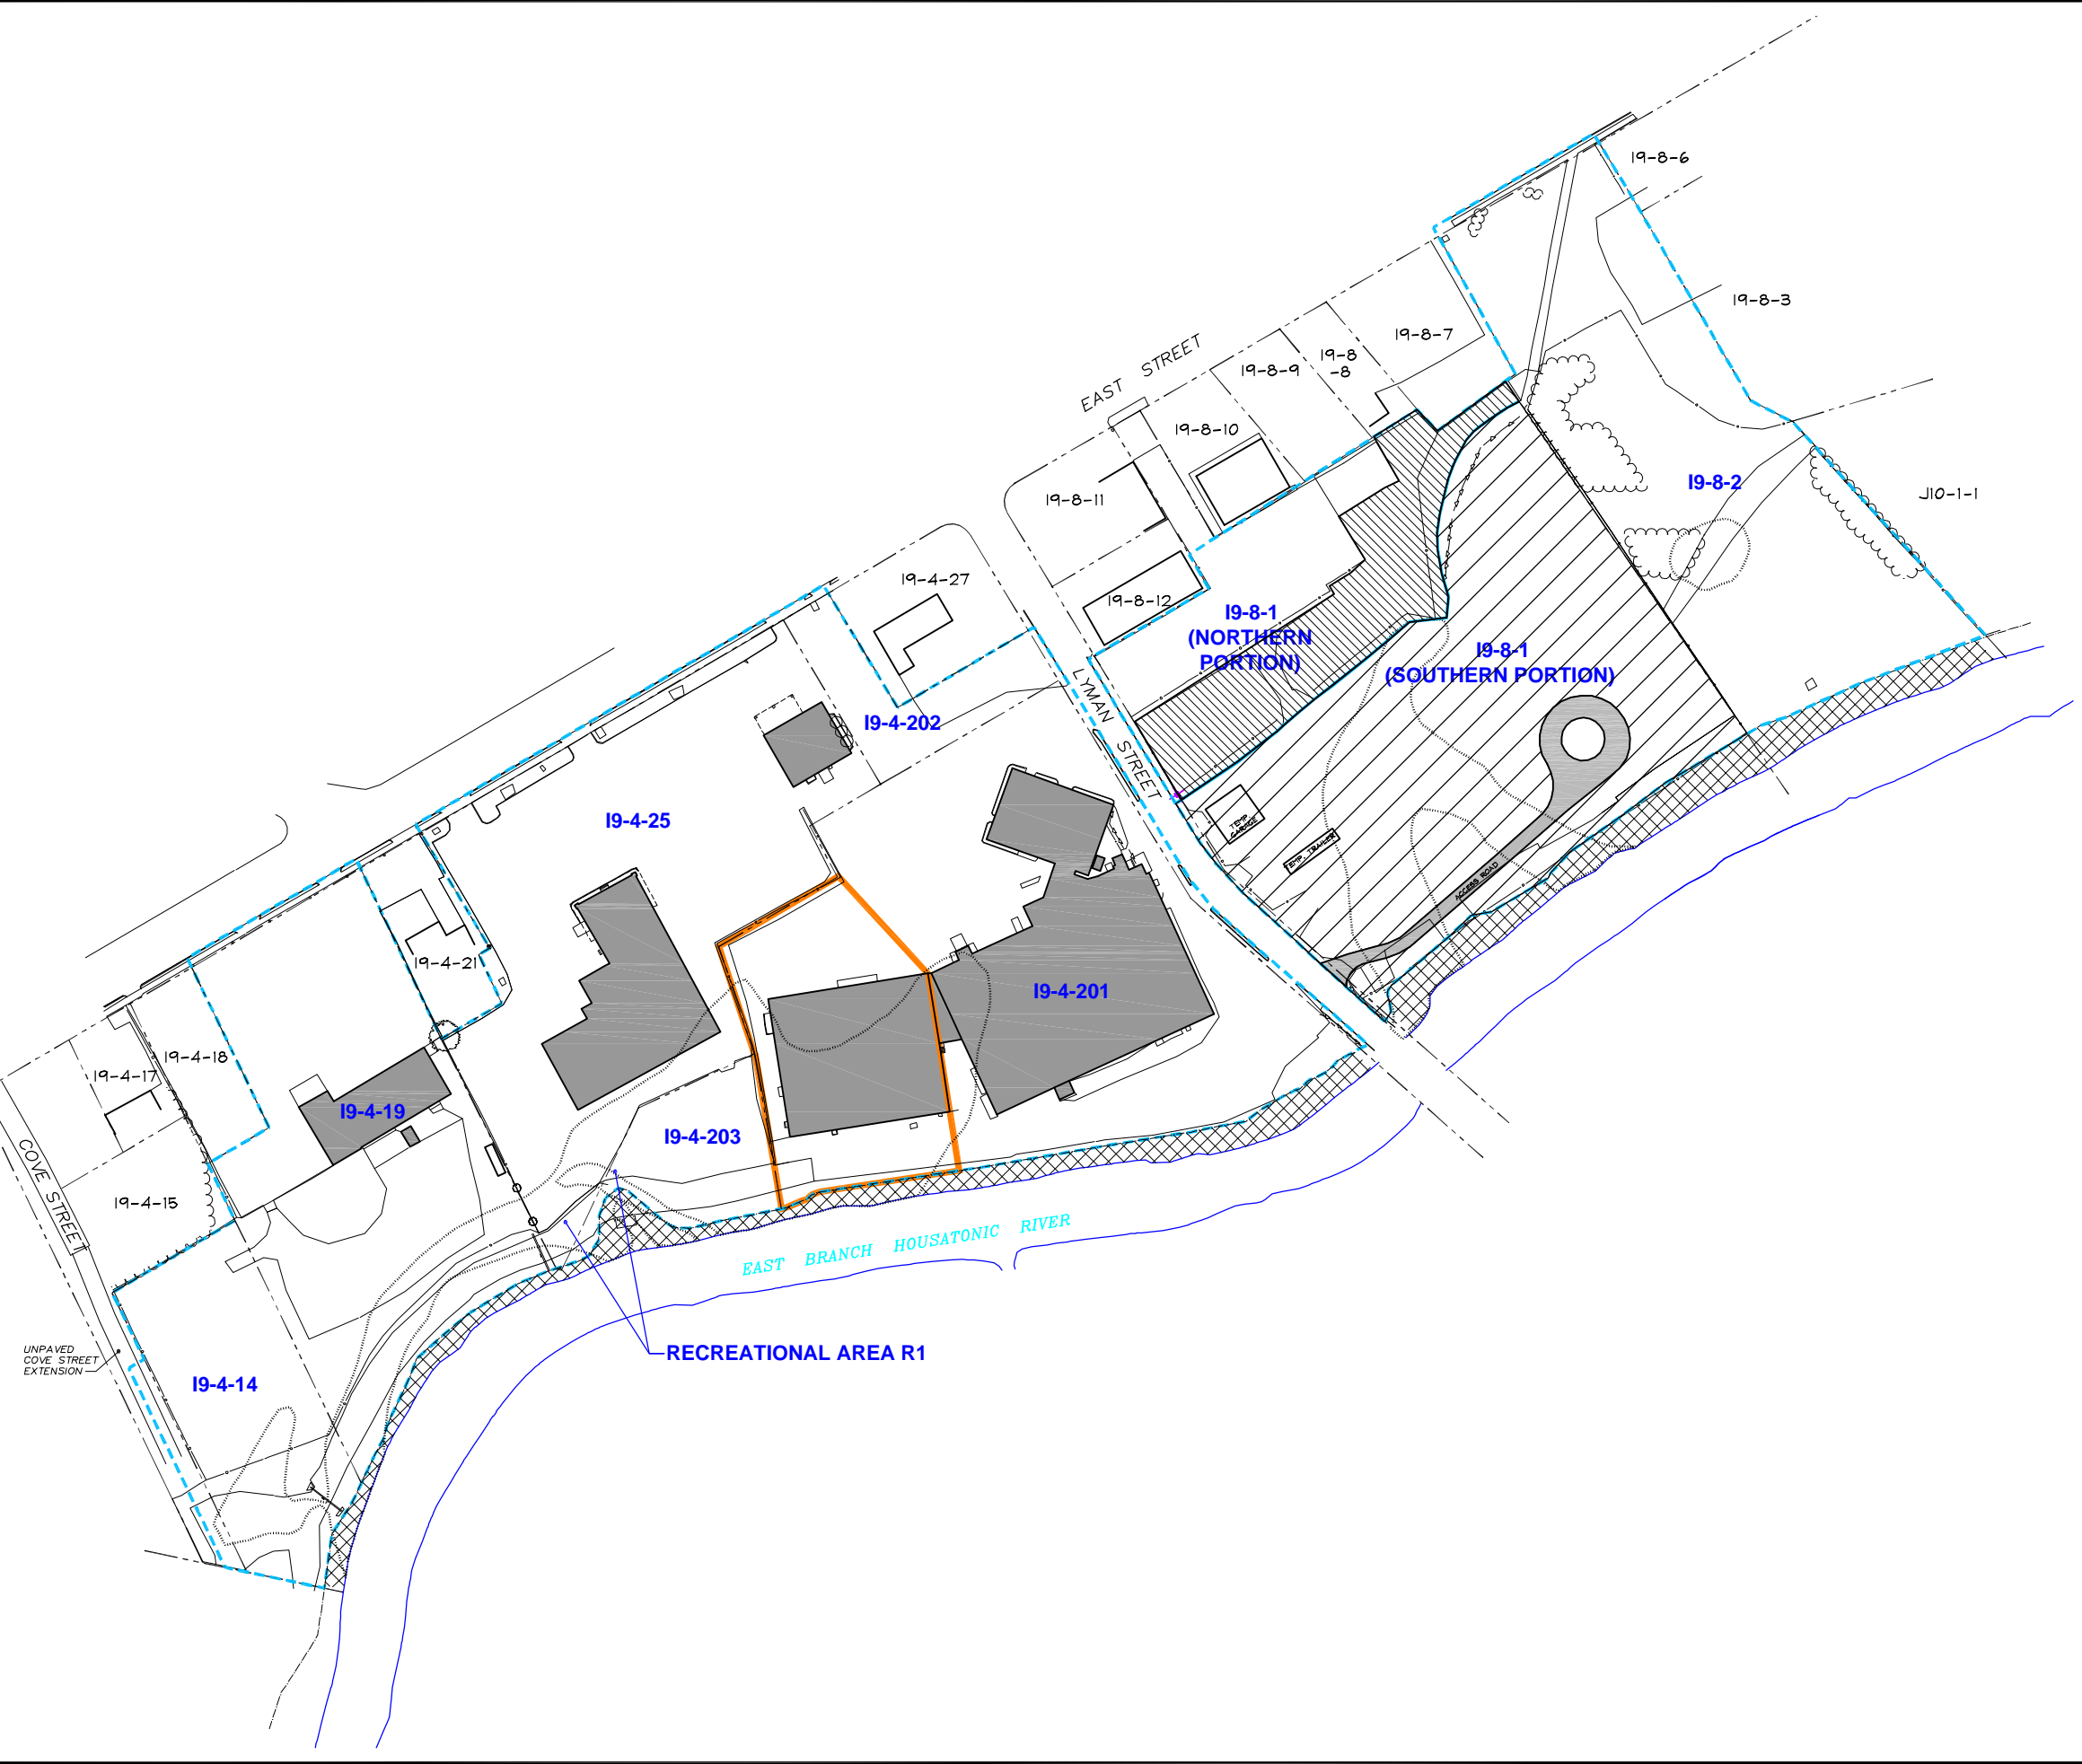 I9-8-6
I9-8-3
I9-8-7
EAST STREET
I9-8
-8
I9-8-9
I9-8-10
I9-8-2
J10-1-1
I9-8-11
I9-4-27
I9-8-12
I9-8-1
(NORTHERN
PORTION)
I9-8-1
(SOUTHERN PORTION)
LYMAN STREET
I9-4-202
I9-4-25
TEMP.
GARAGE
TEMP. TRAILER
ACCESS ROAD
I9-4-21
I9-4-201
I9-4-18
I9-4-17
I9-4-19
I9-4-203
COVE STREET
I9-4-15
EAST BRANCH HOUSATONIC RIVER
RECREATIONAL AREA R1
UNPAVED
COVE STREET
EXTENSION
I9-4-14